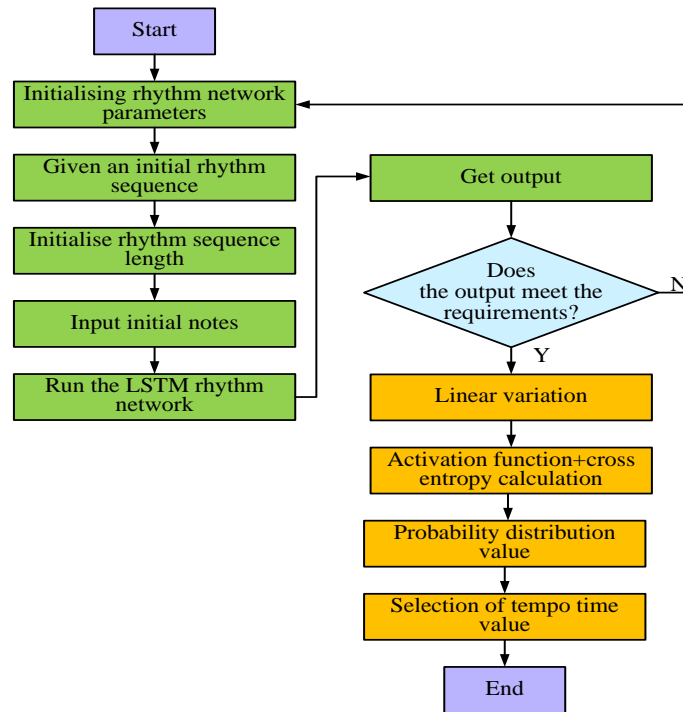 Start
Initialising rhythm network
parameters
Given an initial rhythm
sequence
Initialise rhythm sequence
length
Input initial notes
Run the LSTM rhythm
network
Get output
Does
the output meet the
requirements?
N
Y
Linear variation
Activation function+cross
entropy calculation
Probability distribution
value
Selection of tempo time
value
End